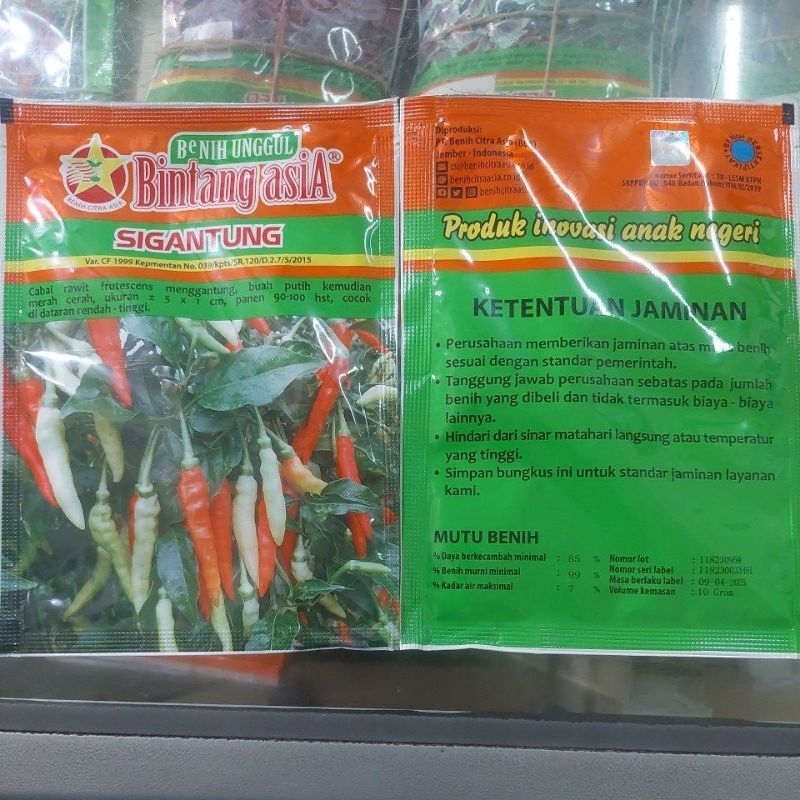 BeNIH UNGGUL
Bintang asiA®
BENIH CITRA ASIA
SIGANTUNG
Var. CF 1999 Kepmentan No. 039/kpts/SR.120/D.2.7/5/2015
Cabai rawit frutescens menggantung, buah putih kemudian
merah cerah, ukuran ± 5 x 1 cm, panen 90-100 hst, cocok
di dataran rendah - tinggi.
Diproduksi:
PT. Benih Citra Asia (BCA)
Jember - Indonesia
cs@benihcitraasia.co.id
benihcitraasia.co.id
benihcitraasia
Produk inovasi anak negeri
KETENTUAN JAMINAN
• Perusahaan memberikan jaminan atas mutu benih
sesuai dengan standar pemerintah.
• Tanggung jawab perusahaan sebatas pada jumlah
benih yang dibeli dan tidak termasuk biaya - biaya
lainnya.
• Hindari dari sinar matahari langsung atau temperatur
yang tinggi.
• Simpan bungkus ini untuk standar jaminan layanan
kami.
MUTU BENIH
% Daya berkecambah minimal : 85 %
% Benih murni minimal : 99 %
% Kadar air maksimal : 7 %
Nomor lot : 118230959
Nomor seri label : 11823003451
Masa berlaku label : 09-04-2025
Volume kemasan : 10 Gram